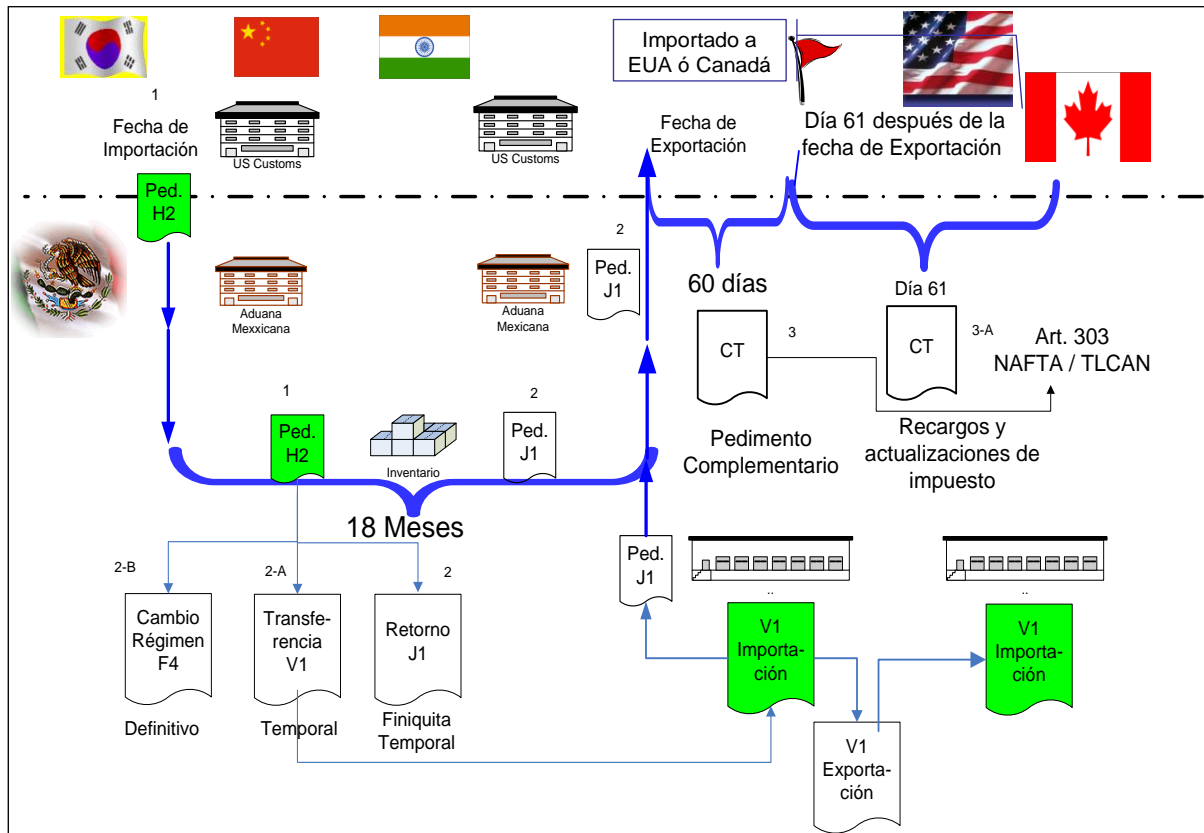 1
Fecha de
Importación
US Customs
US Customs
Importado a
EUA ó Canadá
Fecha de
Exportación
Día 61 después de la
fecha de Exportación
Ped.
H2
Aduana
Mexxicana
Aduana
Mexicana
2
Ped.
J1
60 días
CT
3
Día 61
CT
3-A
Art. 303
NAFTA / TLCAN
1
Ped.
H2
Inventario
2
Ped.
J1
Pedimento
Complementario
Recargos y
actualizaciones de
impuesto
18 Meses
2-B
Cambio
Régimen
F4
Definitivo
2-A
Transfe-
rencia
V1
Temporal
2
Retorno
J1
Finiquita
Temporal
Ped.
J1
..
V1
Importa-
ción
..
V1
Importa-
ción
V1
Exporta-
ción